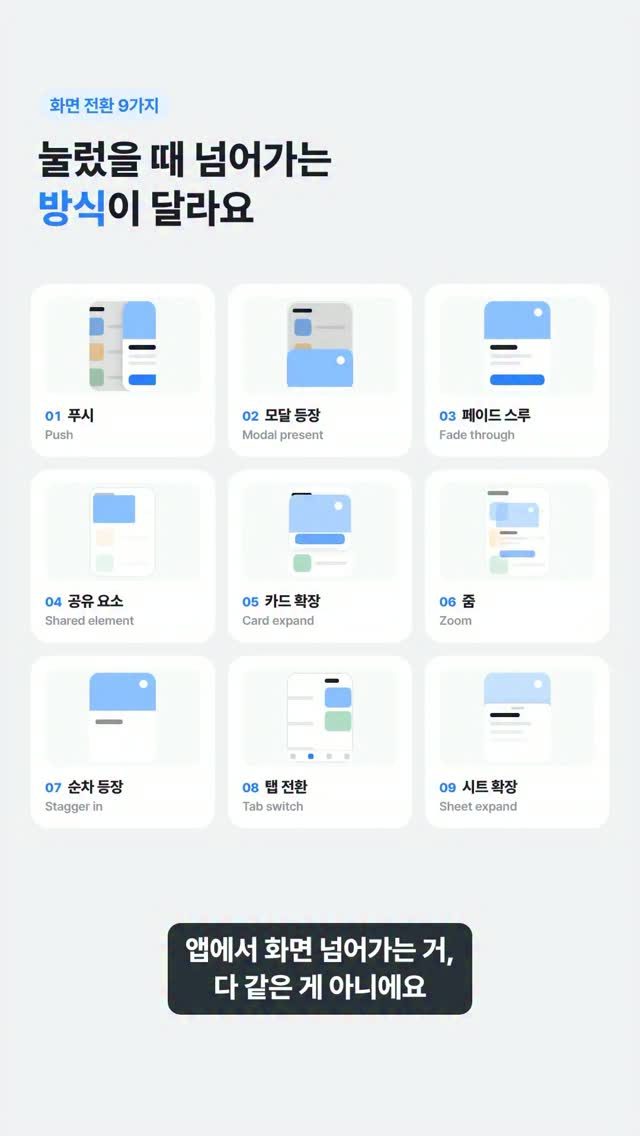 화면 전환 9가지
눌렀을 때 넘어가는
방식이 달라요
01 푸시
Push
02 모달 등장
Modal present
03 페이드 스루
Fade through
04 공유 요소
Shared element
05 카드 확장
Card expand
06 줌
Zoom
07 순차 등장
Stagger in
08 탭 전환
Tab switch
09 시트 확장
Sheet expand
앱에서 화면 넘어가는 거,
다 같은 게 아니에요